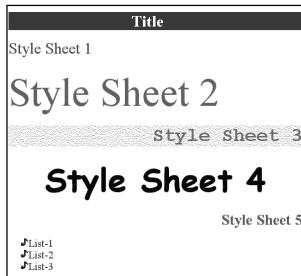 Title
Style Sheet 1
Style Sheet 2
Style Sheet 3
Style Sheet 4
Style Sheet 5
List-1
List-2
List-3